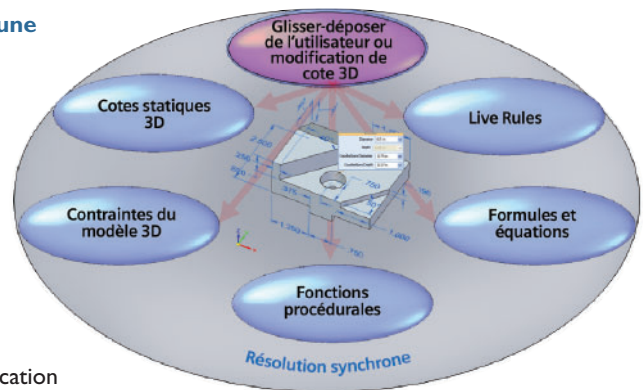 une
Glisser-déposer
de l'utilisateur ou
modification de
cote 3D
Cotes statiques
3D
Live Rules
Contraintes du
modèle 3D
Formules et
équations
Fonctions
procédurales
Résolution synchrone
cation